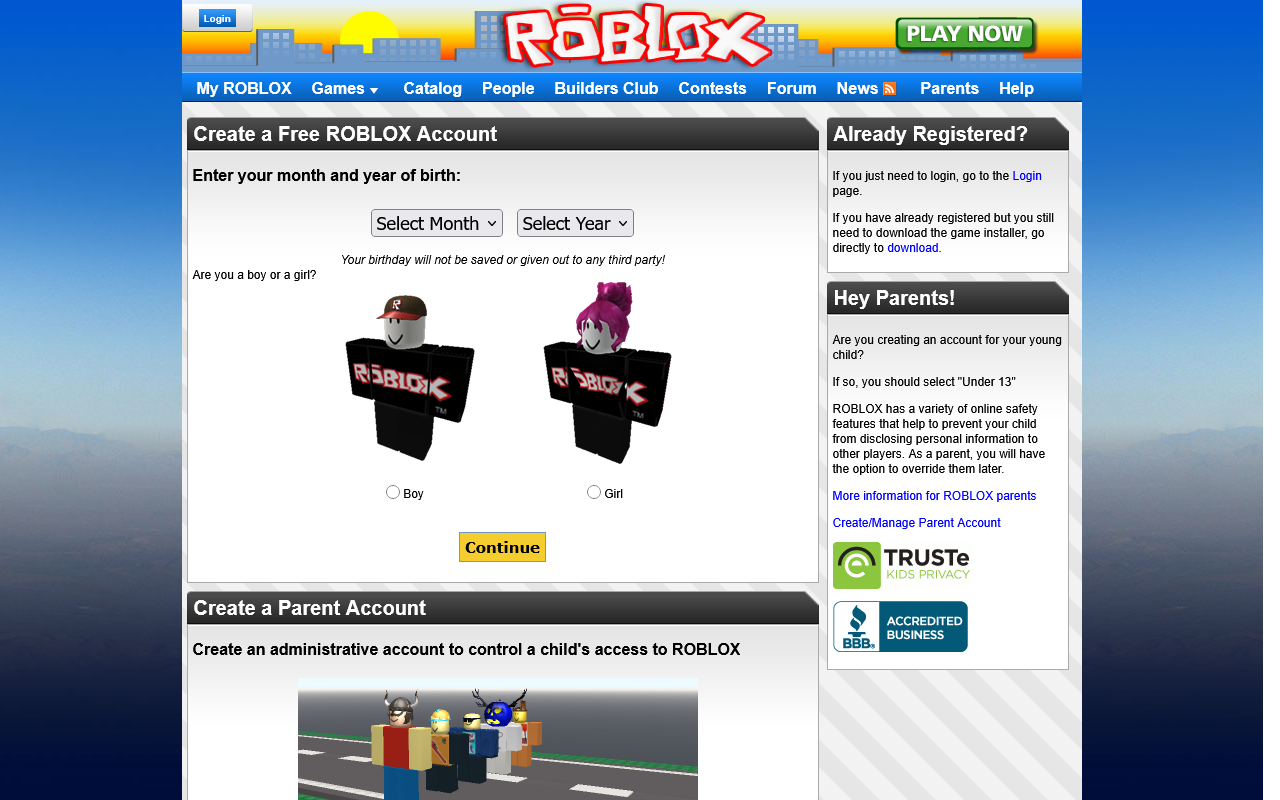 Login
ROBLOX
PLAY NOW
My ROBLOX Games Catalog People Builders Club Contests Forum News Parents Help
Create a Free ROBLOX Account
Enter your month and year of birth:
Select Month Select Year
Your birthday will not be saved or given out to any third party!
Are you a boy or a girl?
R
ROBLOX TM
ROBLOX TM
Boy Girl
Continue
Create a Parent Account
Create an administrative account to control a child's access to ROBLOX
Already Registered?
If you just need to login, go to the Login
page.
If you have already registered but you still
need to download the game installer, go
directly to download.
Hey Parents!
Are you creating an account for your young
child?
If so, you should select "Under 13"
ROBLOX has a variety of online safety
features that help to prevent your child
from disclosing personal information to
other players. As a parent, you will have
the option to override them later.
More information for ROBLOX parents
Create/Manage Parent Account
TRUSTe
KIDS PRIVACY
BBB®
ACCREDITED
BUSINESS